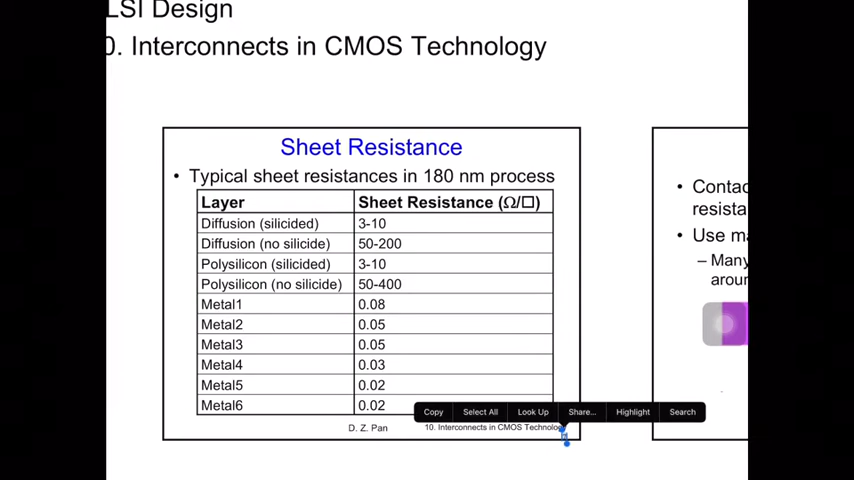 LSI Design
0. Interconnects in CMOS Technology
Sheet Resistance
• Typical sheet resistances in 180 nm process
Layer Sheet Resistance (Ω/□)
Diffusion (silicided) 3-10
Diffusion (no silicide) 50-200
Polysilicon (silicided) 3-10
Polysilicon (no silicide) 50-400
Metal1 0.08
Metal2 0.05
Metal3 0.05
Metal4 0.03
Metal5 0.02
Metal6 0.02
Copy Select All Look Up Share... Highlight Search
D. Z. Pan 10. Interconnects in CMOS Technology
• Contac
resista
• Use ma
– Many
aroun